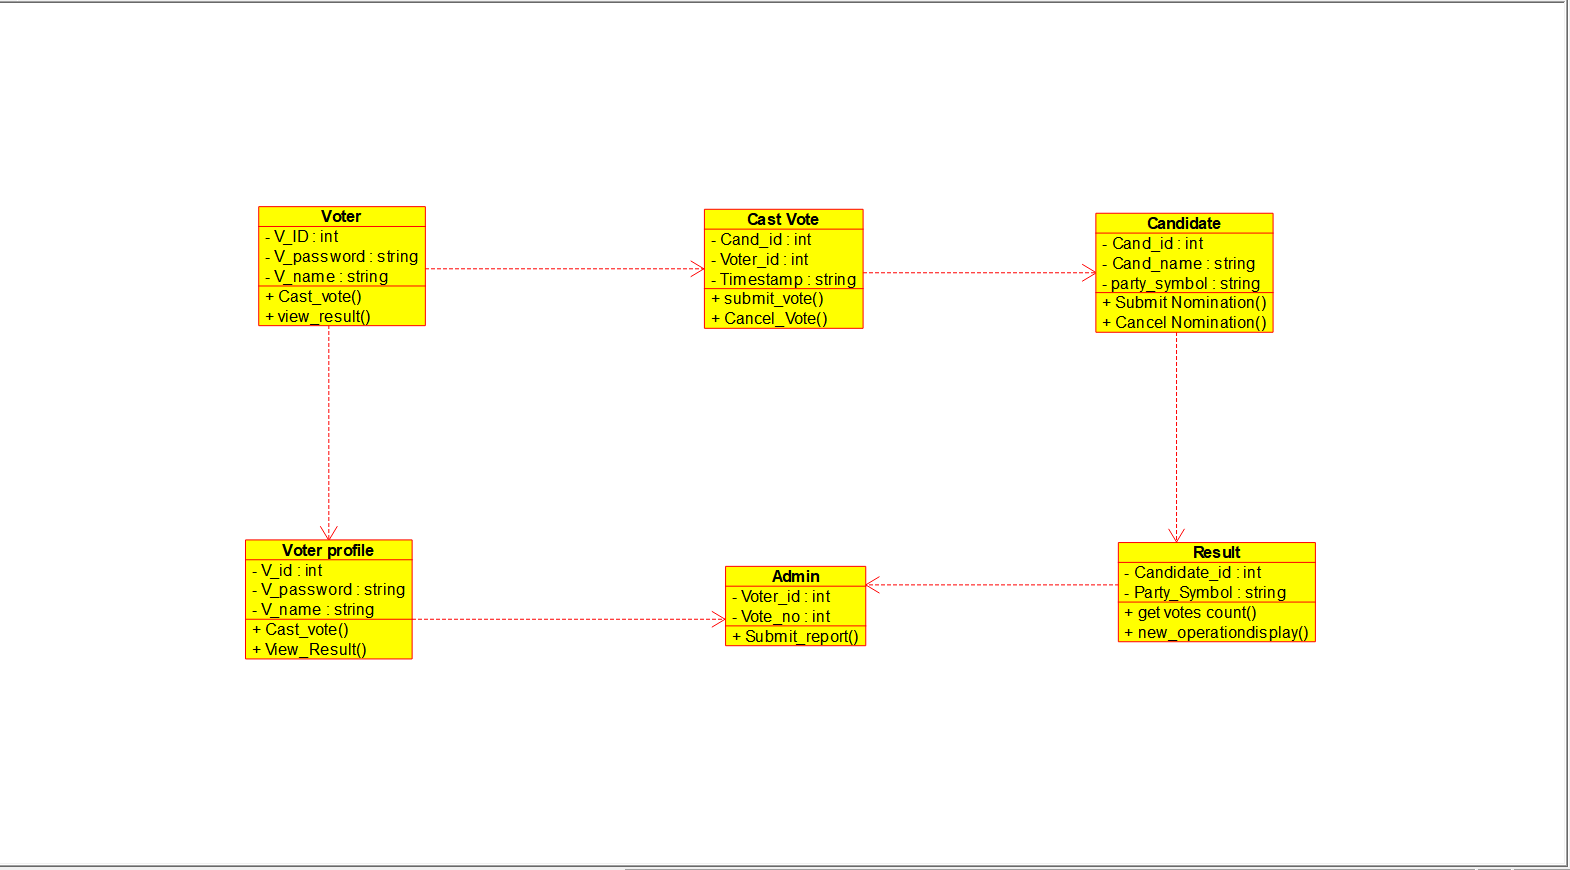 Voter
- V_ID : int
- V_password : string
- V_name : string
+ Cast_vote()
+ view_result()
Cast Vote
- Cand_id : int
- Voter_id : int
- Timestamp : string
+ submit_vote()
+ Cancel_Vote()
Candidate
- Cand_id : int
- Cand_name : string
- party_symbol : string
+ Submit Nomination()
+ Cancel Nomination()
Voter profile
- V_id : int
- V_password : string
- V_name : string
+ Cast_vote()
+ View_Result()
Admin
- Voter_id : int
- Vote_no : int
+ Submit_report()
Result
- Candidate_id : int
- Party_Symbol : string
+ get votes count()
+ new_operationdisplay()